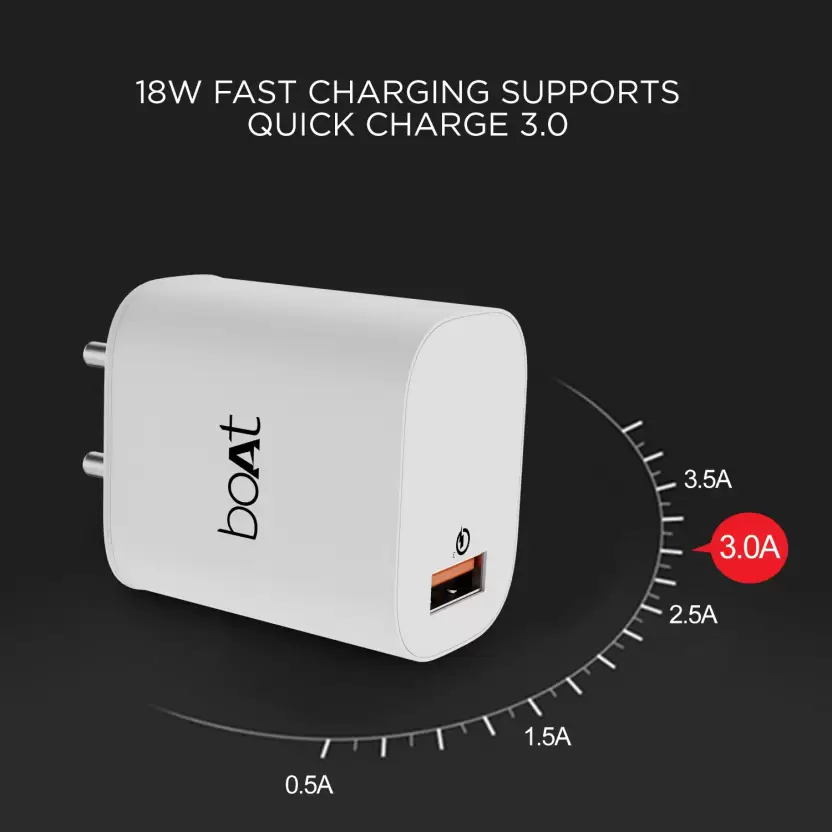 18W FAST CHARGING SUPPORTS
QUICK CHARGE 3.0
boAt
3.5A
3.0A
2.5A
1.5A
0.5A